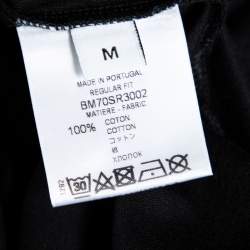 M
MADE IN PORTUGAL
REGULAR FIT
BM70SR3002
MATIERE - FABRIC
100% COTON
COTTON
コットン
棉
хлопок
30